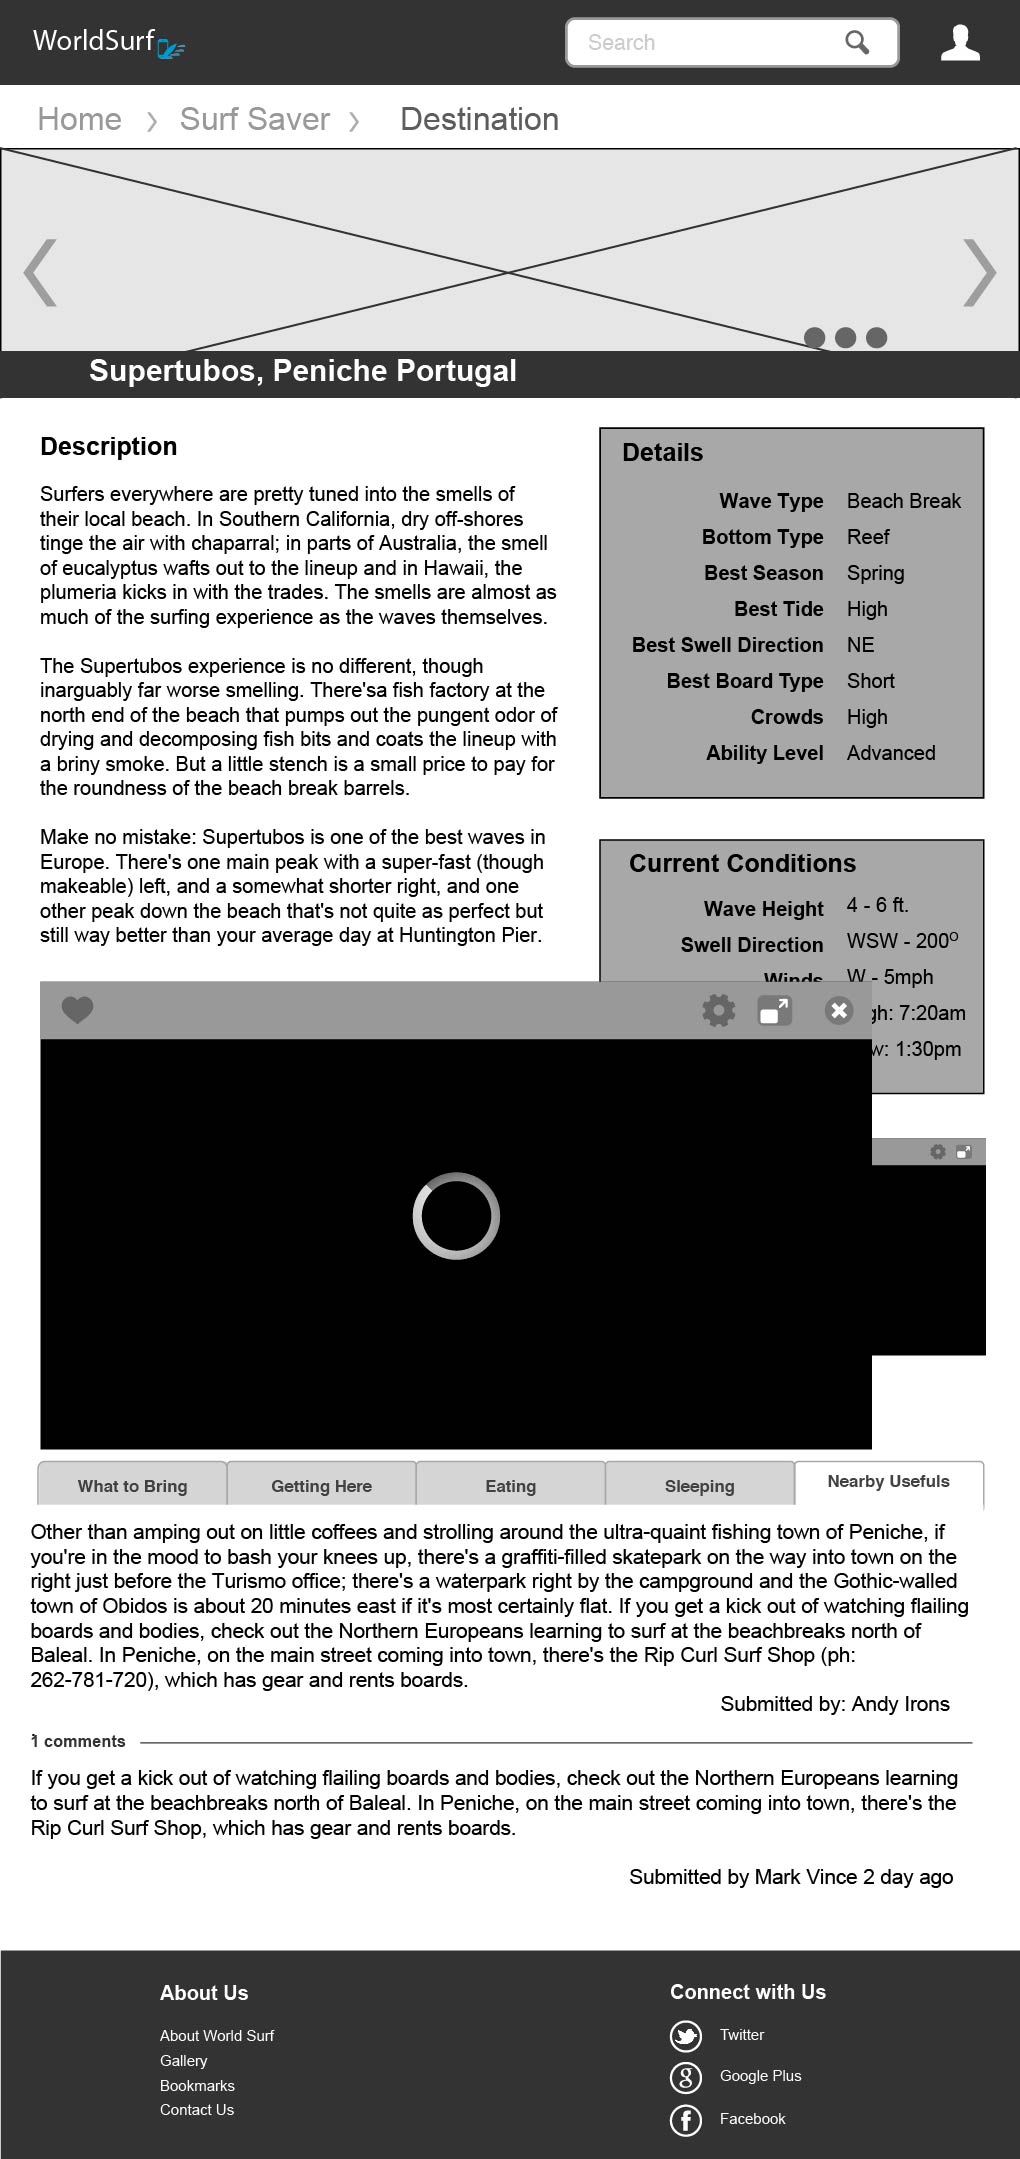 WorldSurf
Search
Home > Surf Saver > Destination
Supertubos, Peniche Portugal
Description
Surfers everywhere are pretty tuned into the smells of
their local beach. In Southern California, dry off-shores
tinge the air with chaparral; in parts of Australia, the smell
of eucalyptus wafts out to the lineup and in Hawaii, the
plumeria kicks in with the trades. The smells are almost as
much of the surfing experience as the waves themselves.
The Supertubos experience is no different, though
inarguably far worse smelling. There'sa fish factory at the
north end of the beach that pumps out the pungent odor of
drying and decomposing fish bits and coats the lineup with
a briny smoke. But a little stench is a small price to pay for
the roundness of the beach break barrels.
Make no mistake: Supertubos is one of the best waves in
Europe. There's one main peak with a super-fast (though
makeable) left, and a somewhat shorter right, and one
other peak down the beach that's not quite as perfect but
still way better than your average day at Huntington Pier.
Details
Wave Type Beach Break
Bottom Type Reef
Best Season Spring
Best Tide High
Best Swell Direction NE
Best Board Type Short
Crowds High
Ability Level Advanced
Current Conditions
Wave Height 4 - 6 ft.
Swell Direction WSW - 200°
Winds W - 5mph
gh: 7:20am
w: 1:30pm
What to Bring
Getting Here
Eating
Sleeping
Nearby Usefuls
Other than amping out on little coffees and strolling around the ultra-quaint fishing town of Peniche, if
you're in the mood to bash your knees up, there's a graffiti-filled skatepark on the way into town on the
right just before the Turismo office; there's a waterpark right by the campground and the Gothic-walled
town of Obidos is about 20 minutes east if it's most certainly flat. If you get a kick out of watching flailing
boards and bodies, check out the Northern Europeans learning to surf at the beachbreaks north of
Baleal. In Peniche, on the main street coming into town, there's the Rip Curl Surf Shop (ph:
262-781-720), which has gear and rents boards.
Submitted by: Andy Irons
1 comments
If you get a kick out of watching flailing boards and bodies, check out the Northern Europeans learning
to surf at the beachbreaks north of Baleal. In Peniche, on the main street coming into town, there's the
Rip Curl Surf Shop, which has gear and rents boards.
Submitted by Mark Vince 2 day ago
About Us
About World Surf
Gallery
Bookmarks
Contact Us
Connect with Us
Twitter
Google Plus
Facebook